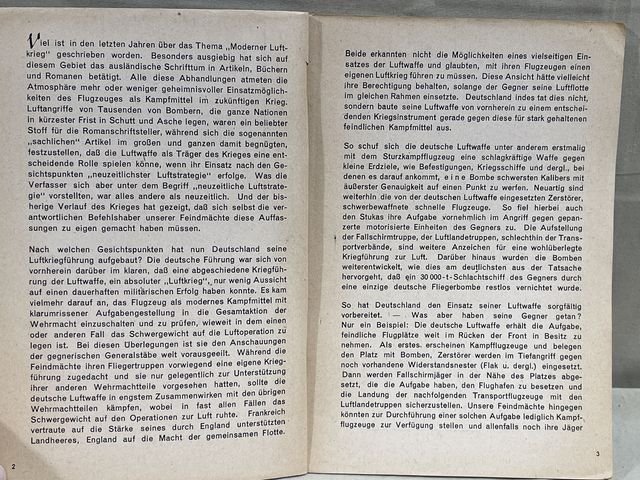 Viel ist in den letzten Jahren über das Thema „Moderner Luft-
krieg" geschrieben worden. Besonders ausgiebig hat sich auf
diesem Gebiet das ausländische Schrifttum in Artikeln, Büchern
und Romanen betätigt. Alle diese Abhandlungen atmeten die
Atmosphäre mehr oder weniger geheimnisvoller Einsatzmöglich-
keiten des Flugzeuges als Kampfmittel im zukünftigen Krieg.
Luftangriffe von Tausenden von Bombern, die ganze Nationen
in kürzester Frist in Schutt und Asche legen, waren ein beliebter
Stoff für die Romanschriftsteller, während sich die sogenannten
„sachlichen" Artikel im großen und ganzen damit begnügten,
festzustellen, daß die Luftwaffe als Träger des Krieges eine ent-
scheidende Rolle spielen könne, wenn ihr Einsatz nach den Ge-
sichtspunkten „neuzeitlichster Luftstrategie" erfolge. Was die
Verfasser sich aber unter dem Begriff „neuzeitliche Luftstrate-
gie" vorstellten, war alles andere als neuzeitlich. Und der bis-
herige Verlauf des Krieges hat gezeigt, daß sich selbst die ver-
antwortlichen Befehlshaber unserer Feindmächte diese Auffas-
sungen zu eigen gemacht haben müssen.
Nach welchen Gesichtspunkten hat nun Deutschland seine
Luftkriegführung aufgebaut? Die deutsche Führung war sich von
vornherein darüber im klaren, daß eine abgeschiedene Kriegfüh-
rung der Luftwaffe, ein absoluter „Luftkrieg", nur wenig Aussicht
auf einen dauerhaften militärischen Erfolg haben konnte. Es kam
vielmehr darauf an, das Flugzeug als modernes Kampfmittel mit
klarumrissener Aufgabengestellung in die Gesamtaktion der
Wehrmacht einzuschalten und zu prüfen, wieweit in dem einen
oder anderen Fall das Schwergewicht auf die Luftoperation zu
legen ist. Bei diesen Überlegungen ist sie den Anschauungen
der gegnerischen Generalstäbe weit vorausgeeilt. Während die
Feindmächte ihren Fliegertruppen vorwiegend eine eigene Krieg-
führung zugedacht und sie nur gelegentlich zur Unterstützung
ihrer anderen Wehrmachtteile vorgesehen hatten, sollte die
deutsche Luftwaffe in engstem Zusammenwirken mit den übrigen
Wehrmachtteilen kämpfen, wobei in fast allen Fällen das
Schwergewicht auf den Operationen zur Luft ruhte. Frankreich
vertraute auf die Stärke seines durch England unterstützten
Landheeres, England auf die Macht der gemeinsamen Flotte.
2
Beide erkannten nicht die Möglichkeiten eines vielseitigen Ein-
satzes der Luftwaffe und glaubten, mit ihren Flugzeugen einen
eigenen Luftkrieg führen zu müssen. Diese Ansicht hätte vielleicht
ihre Berechtigung behalten, solange der Gegner seine Luftflotte
im gleichen Rahmen einsetzte. Deutschland indes tat dies nicht,
sondern baute seine Luftwaffe von vornherein zu einem entschei-
denden Kriegsinstrument gerade gegen diese für stark gehaltenen
feindlichen Kampfmittel aus.
So schuf sich die deutsche Luftwaffe unter anderem erstmalig
mit dem Sturzkampfflugzeug eine schlagkräftige Waffe gegen
kleine Erdziele, wie Befestigungen, Kriegsschiffe und dergl., bei
denen es darauf ankommt, eine Bombe schwersten Kalibers mit
äußerster Genauigkeit auf einen Punkt zu werfen. Neuartig sind
weiterhin die von der deutschen Luftwaffe eingesetzten Zerstörer,
schwerbewaffnete schnelle Flugzeuge. So fiel hierbei auch
den Stukas ihre Aufgabe vornehmlich im Angriff gegen gepan-
zerte motorisierte Einheiten des Gegners zu. Die Aufstellung
der Fallschirmtruppe, der Luftlandetruppen, schlechthin der Trans-
portverbände, sind weitere Anzeichen für eine wohlüberlegte
Kriegführung zur Luft. Darüber hinaus wurden die Bomben
weiterentwickelt, wie dies am deutlichsten aus der Tatsache
hervorgeht, daß ein 30 000-t-Schlachtschiff des Gegners durch
eine einzige deutsche Fliegerbombe restlos vernichtet wurde.
So hat Deutschland den Einsatz seiner Luftwaffe sorgfältig
vorbereitet. — Was aber haben seine Gegner getan?
Nur ein Beispiel: Die deutsche Luftwaffe erhält die Aufgabe,
feindliche Flugplätze weit im Rücken der Front in Besitz zu
nehmen. Als erstes erscheinen Kampfflugzeuge und belegen
den Platz mit Bomben, Zerstörer werden im Tiefangriff gegen
noch vorhandene Widerstandsnester (Flak u. dergl.) eingesetzt.
Dann werden Fallschirmjäger in der Nähe des Platzes abge-
setzt, die die Aufgabe haben, den Flughafen zu besetzen und
die Landung der nachfolgenden Transportflugzeuge mit den
Luftlandetruppen sicherzustellen. Unsere Feindmächte hingegen
könnten zur Durchführung einer solchen Aufgabe lediglich Kampf-
flugzeuge zur Verfügung stellen und allenfalls noch ihre Jäger
3